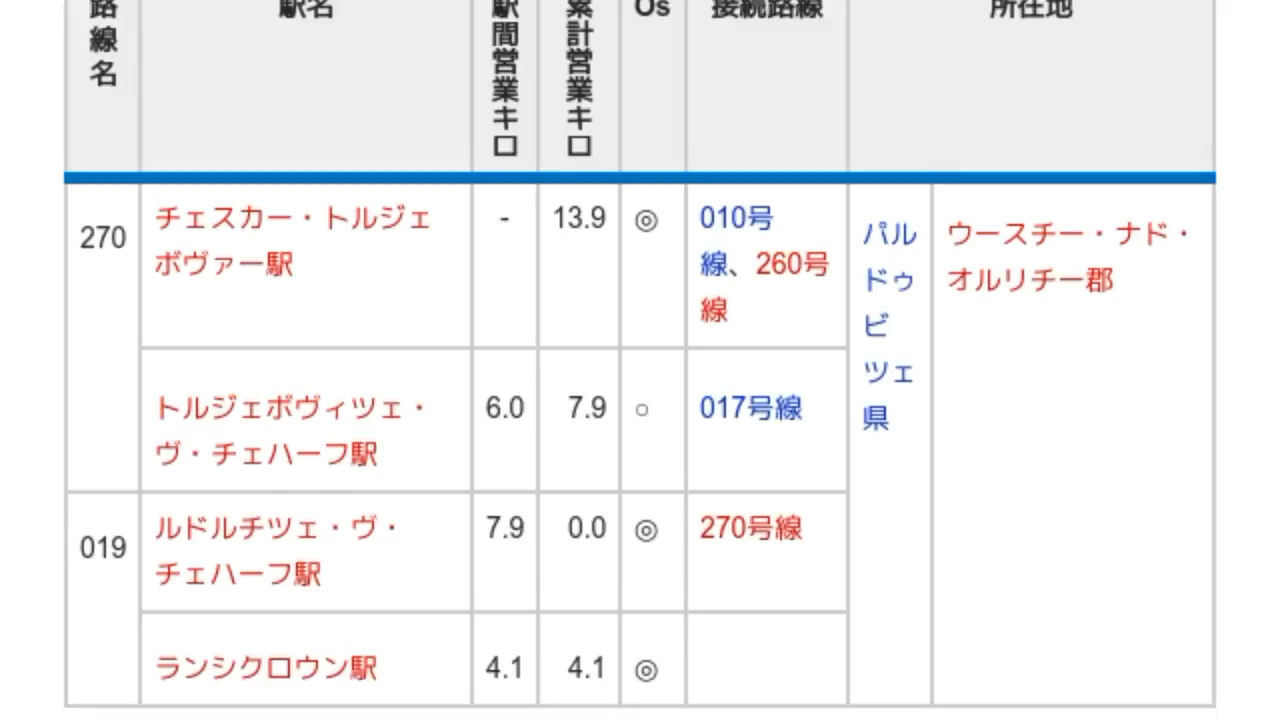 路線名
駅名
駅間営業キロ
累計営業キロ
Os
接続路線
所在地
270
チェスカー・トルジェ
ボヴァー駅
-
13.9
◎
010号
線、260号
線
パル
ドゥ
ビ
ツェ
県
ウースチー・ナド・
オルリチー郡
トルジェボヴィツェ・
ヴ・チェハーフ駅
6.0
7.9
○
017号線
019
ルドルチツェ・ヴ・
チェハーフ駅
7.9
0.0
◎
270号線
ランシクロウン駅
4.1
4.1
◎